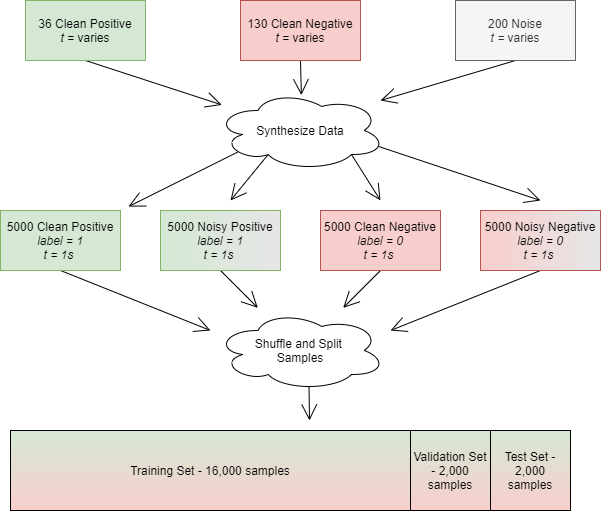 36 Clean Positive
t = varies
130 Clean Negative
t = varies
200 Noise
t = varies
Synthesize Data
5000 Clean Positive
label = 1
t = 1s
5000 Noisy Positive
label = 1
t = 1s
5000 Clean Negative
label = 0
t = 1s
5000 Noisy Negative
label = 0
t = 1s
Shuffle and Split
Samples
Training Set - 16,000 samples
Validation Set
- 2,000
samples
Test Set -
2,000
samples